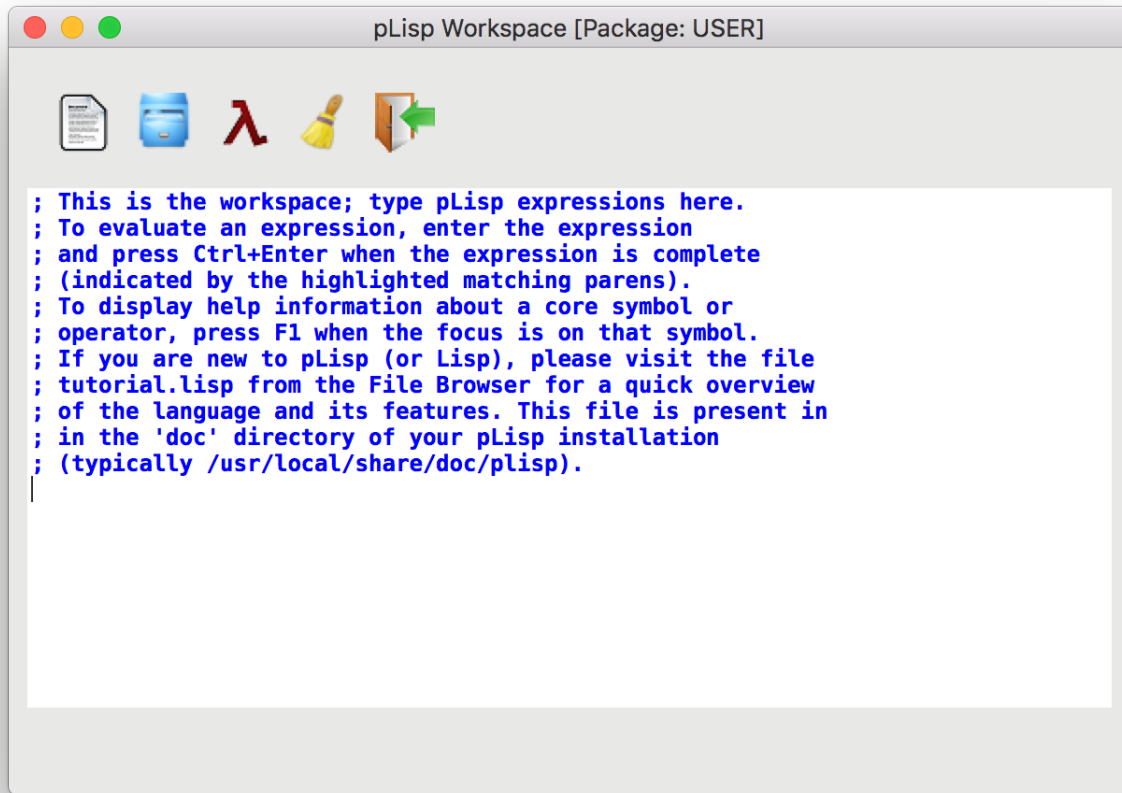 pLisp Workspace [Package: USER]
; This is the workspace; type pLisp expressions here.
; To evaluate an expression, enter the expression
; and press Ctrl+Enter when the expression is complete
; (indicated by the highlighted matching parens).
; To display help information about a core symbol or
; operator, press F1 when the focus is on that symbol.
; If you are new to pLisp (or Lisp), please visit the file
; tutorial.lisp from the File Browser for a quick overview
; of the language and its features. This file is present in
; in the 'doc' directory of your pLisp installation
; (typically /usr/local/share/doc/plisp).